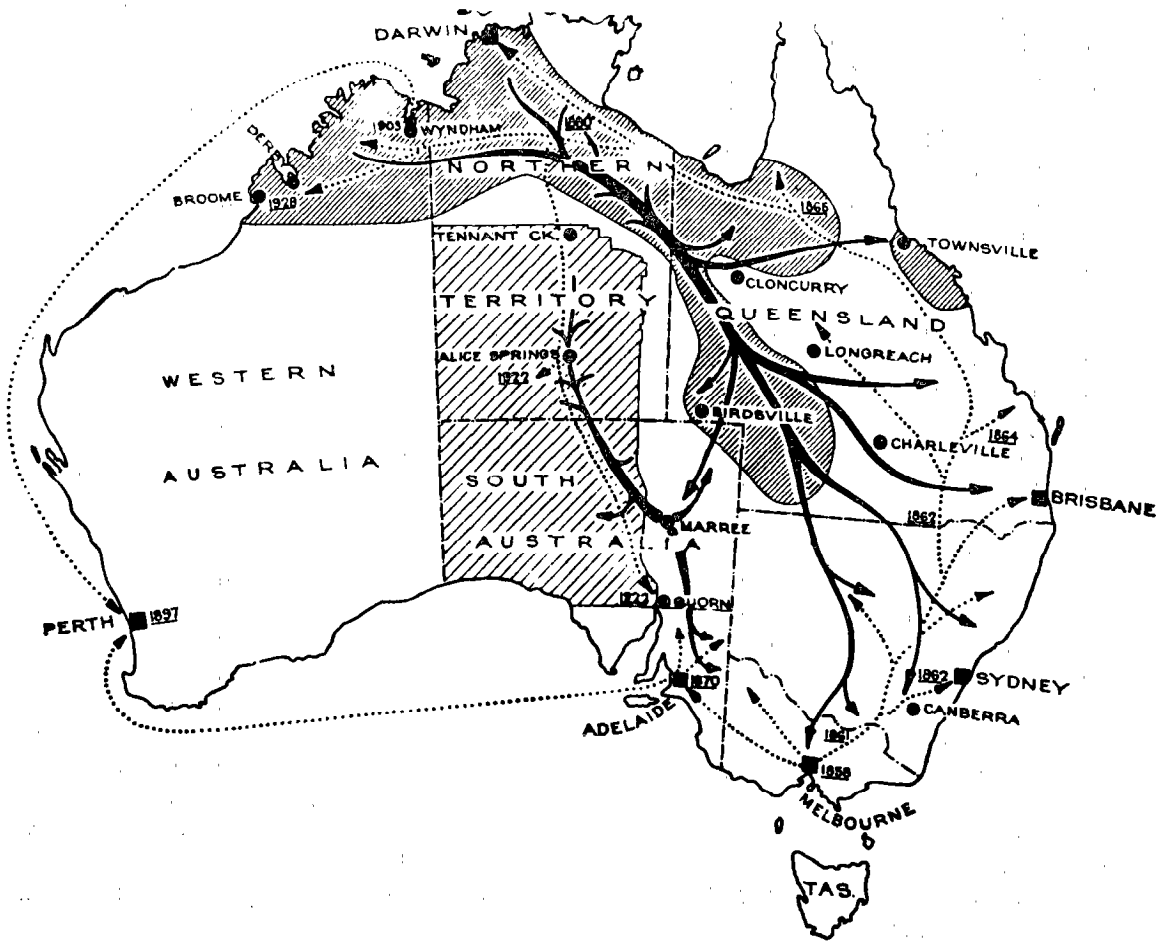 DARWIN
1903
WYNDHAM
1880
DERBY
NORTHERN
BROOME
1928
1866
TENNANT CK.
TOWNSVILLE
CLONCURRY
TERRITORY
QUEENSLAND
ALICE SPRINGS
LONGREACH
WESTERN
1922
BIRDSVILLE
1864
CHARLEVILLE
AUSTRALIA
SOUTH
BRISBANE
1862
MARREE
AUSTRALIA
1922
QUORN
PERTH
1897
1862
SYDNEY
1870
CANBERRA
ADELAIDE
1861
1858
MELBOURNE
TAS.